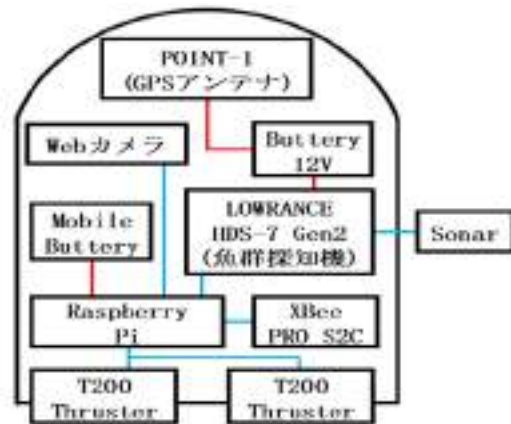 POINT-1
(GPSアンテナ)
Webカメラ
Buttery
12V
Mobile
Buttery
LOWRANCE
HDS-7 Gen2
(魚群探知機)
Sonar
Raspberry
Pi
XBee
PRO S2C
T200
Thruster
T200
Thruster